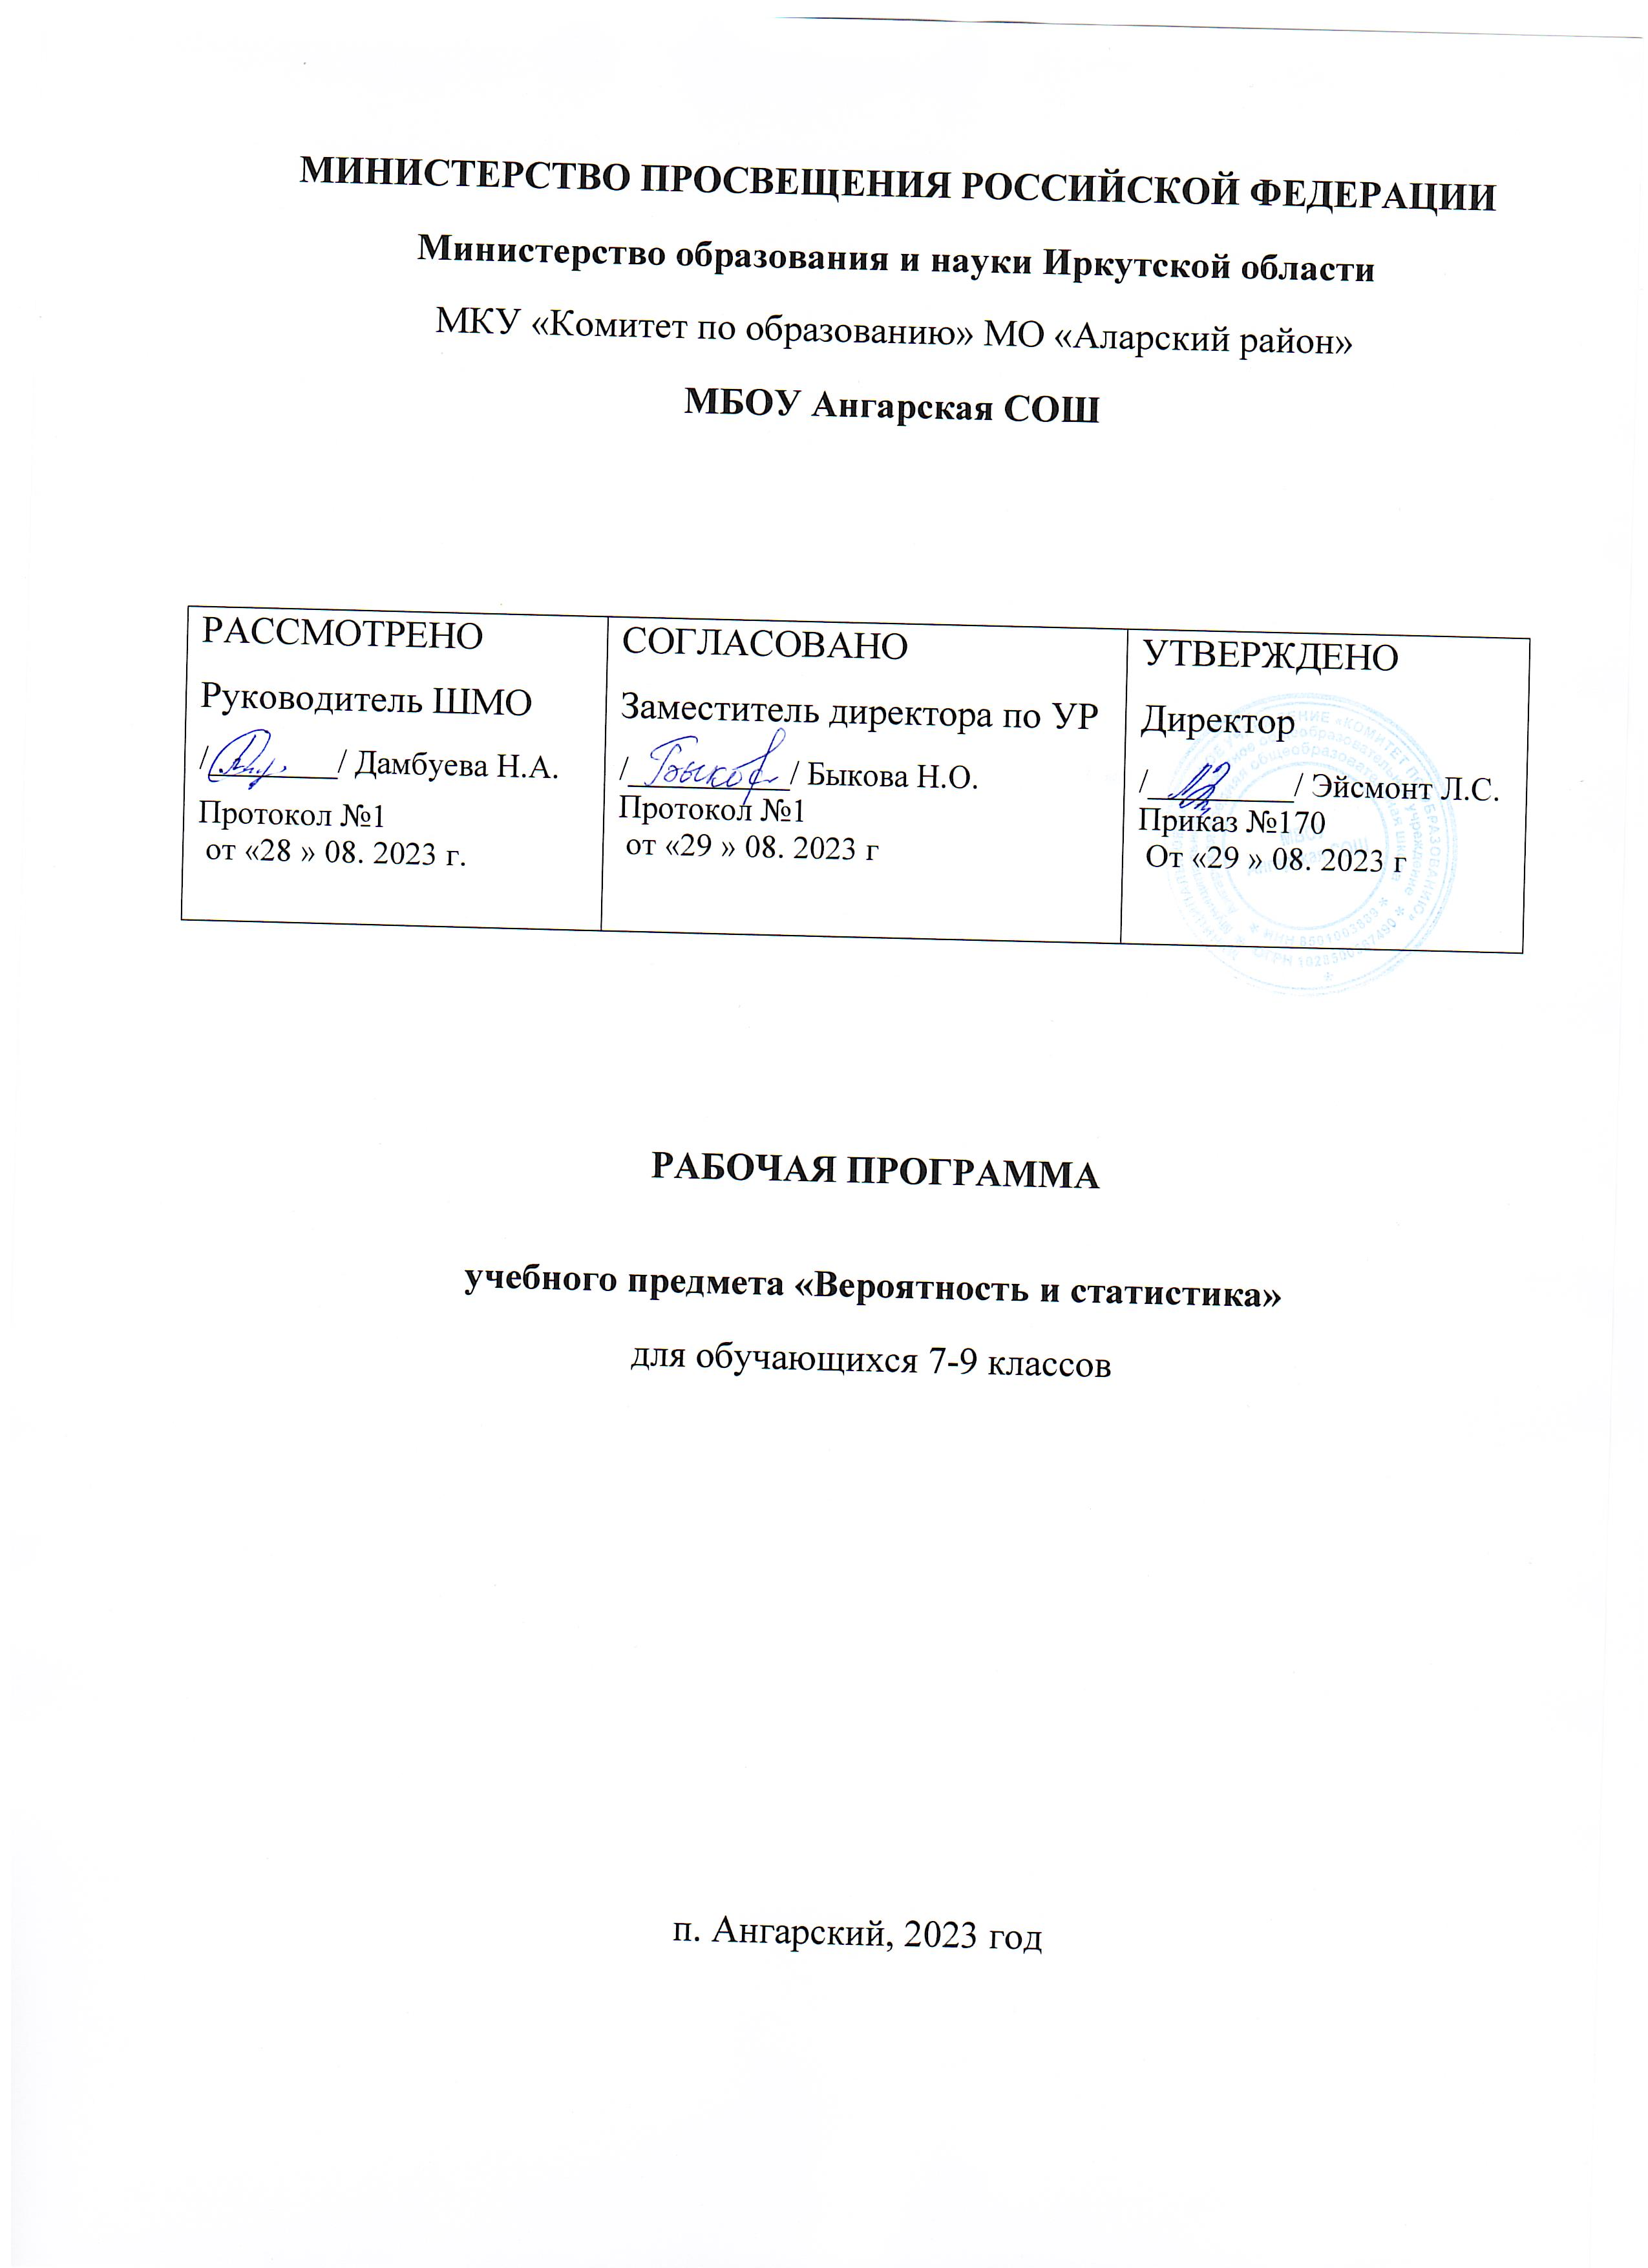 МИНИСТЕРСТВО ПРОСВЕЩЕНИЯ РОССИЙСКОЙ ФЕДЕРАЦИИ
Министерство образования и науки Иркутской области
МКУ «Комитет по образованию» МО «Аларский район»
МБОУ Ангарская СОШ
РАССМОТРЕНО
Руководитель ШМО
/________/ Дамбуева Н.А.
Протокол №1
от «28 » 08. 2023 г.
СОГЛАСОВАНО
Заместитель директора по УР
/Быкова/ Быкова Н.О.
Протокол №1
от «29 » 08. 2023 г
УТВЕРЖДЕНО
Директор
/_________/ Эйсмонт Л.С.
Приказ №170
От «29 » 08. 2023 г
РАБОЧАЯ ПРОГРАММА
учебного предмета «Вероятность и статистика»
для обучающихся 7-9 классов
п. Ангарский, 2023 год